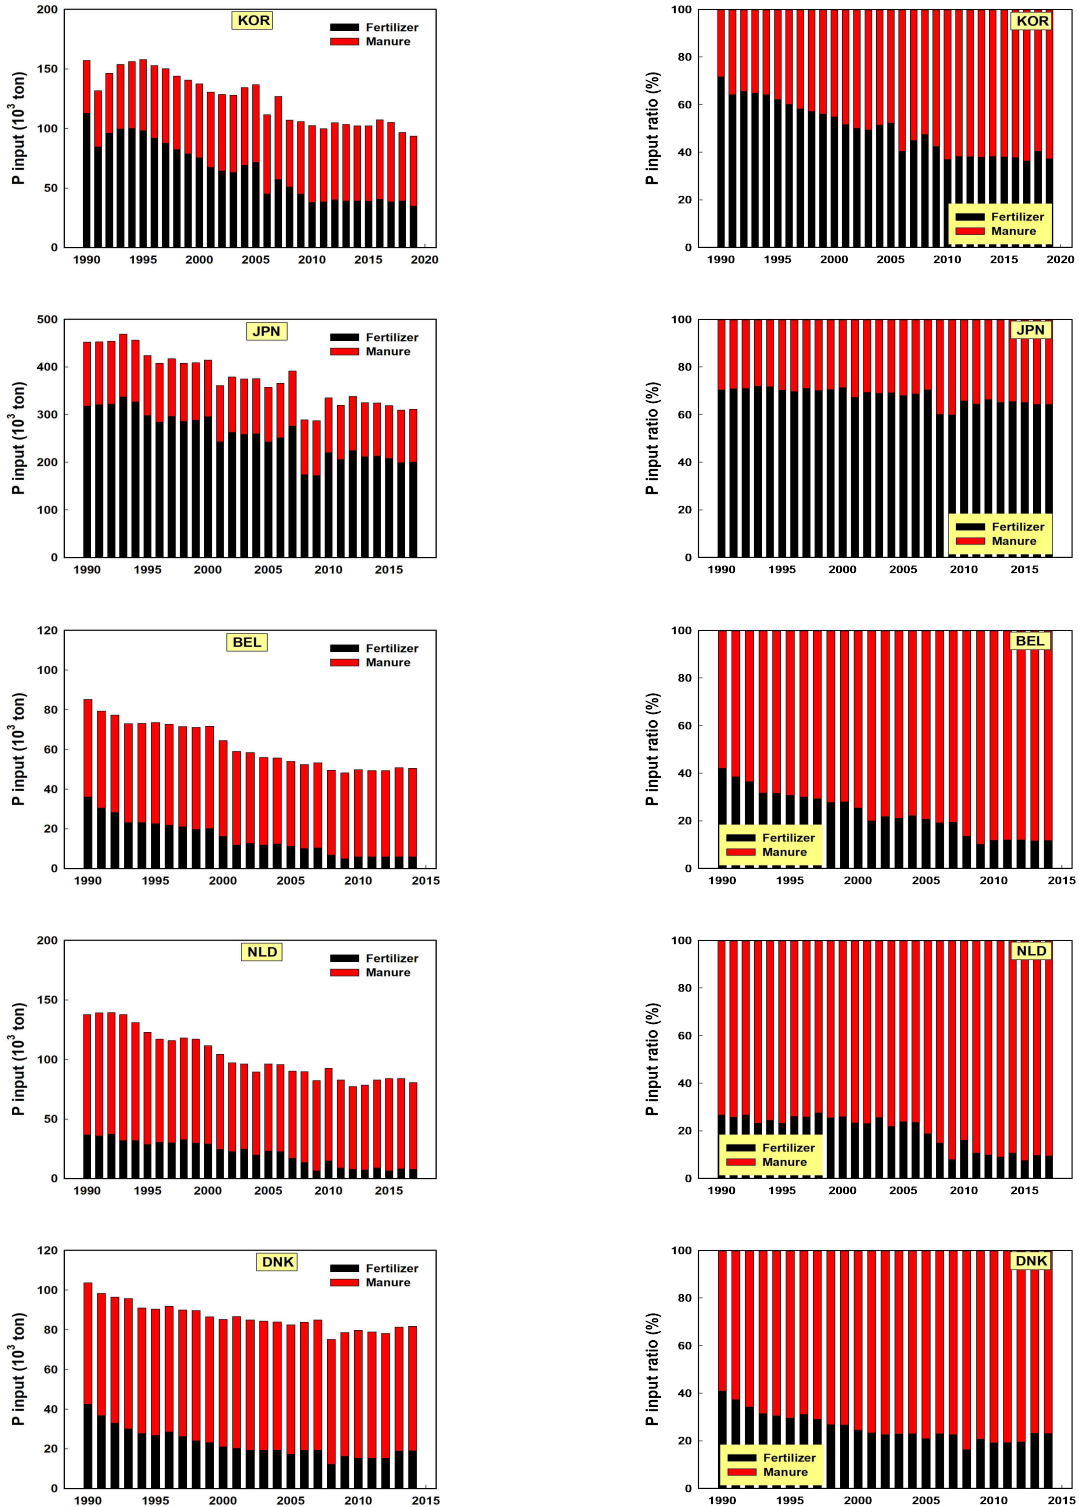 KOR
Fertilizer
Manure
P input (10³ ton)
200
150
100
50
0
1990 1995 2000 2005 2010 2015 2020
KOR
Fertilizer
Manure
P input ratio (%)
100
80
60
40
20
0
1990 1995 2000 2005 2010 2015 2020
JPN
Fertilizer
Manure
P input (10³ ton)
500
400
300
200
100
0
1990 1995 2000 2005 2010 2015
JPN
Fertilizer
Manure
P input ratio (%)
100
80
60
40
20
0
1990 1995 2000 2005 2010 2015
BEL
Fertilizer
Manure
P input (10³ ton)
120
100
80
60
40
20
0
1990 1995 2000 2005 2010 2015
BEL
Fertilizer
Manure
P input ratio (%)
100
80
60
40
20
0
1990 1995 2000 2005 2010 2015
NLD
Fertilizer
Manure
P input (10³ ton)
200
150
100
50
0
1990 1995 2000 2005 2010 2015
NLD
Fertilizer
Manure
P input ratio (%)
100
80
60
40
20
0
1990 1995 2000 2005 2010 2015
DNK
Fertilizer
Manure
P input (10³ ton)
120
100
80
60
40
20
0
1990 1995 2000 2005 2010 2015
DNK
Fertilizer
Manure
P input ratio (%)
100
80
60
40
20
0
1990 1995 2000 2005 2010 2015